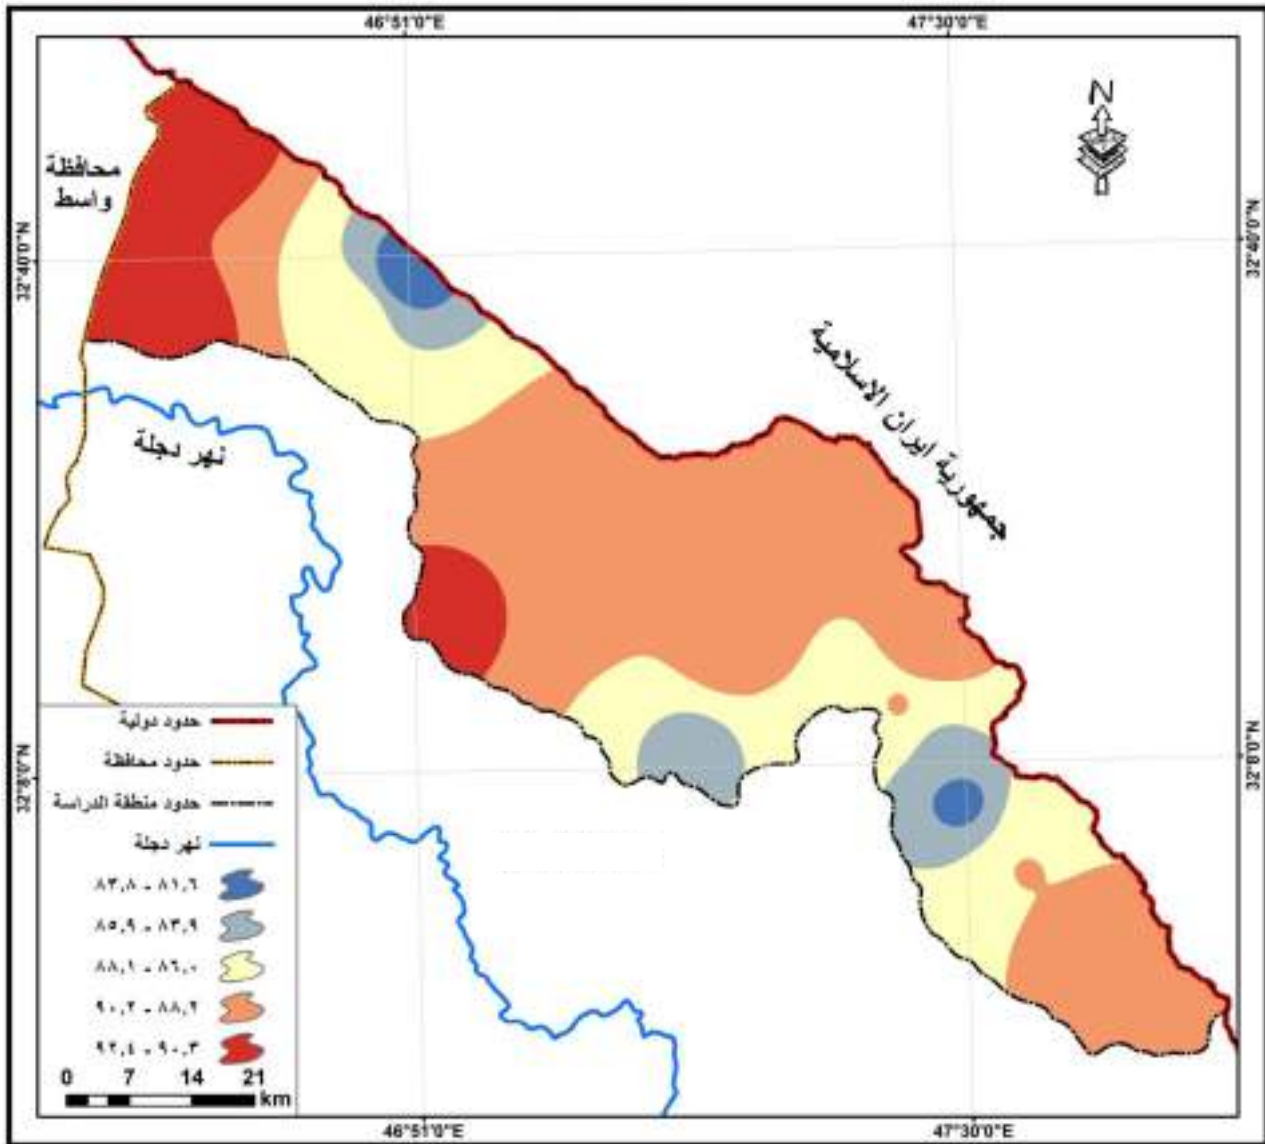 46°51'0"E
47°30'0"E
N
محافظة
واسط
32°40'0"N
32°40'0"N
جمهورية ايران الاسلامية
نهر دجلة
حدود دولية
حدود محافظة
حدود منطقة الدراسة
نهر دجلة
٨١,٦ - ٨٣,٨
٨٣,٩ - ٨٥,٩
٨٦,٠ - ٨٨,١
٨٨,٢ - ٩٠,٢
٩٠,٣ - ٩٢,٤
0 7 14 21
km
32°8'0"N
32°8'0"N
46°51'0"E
47°30'0"E